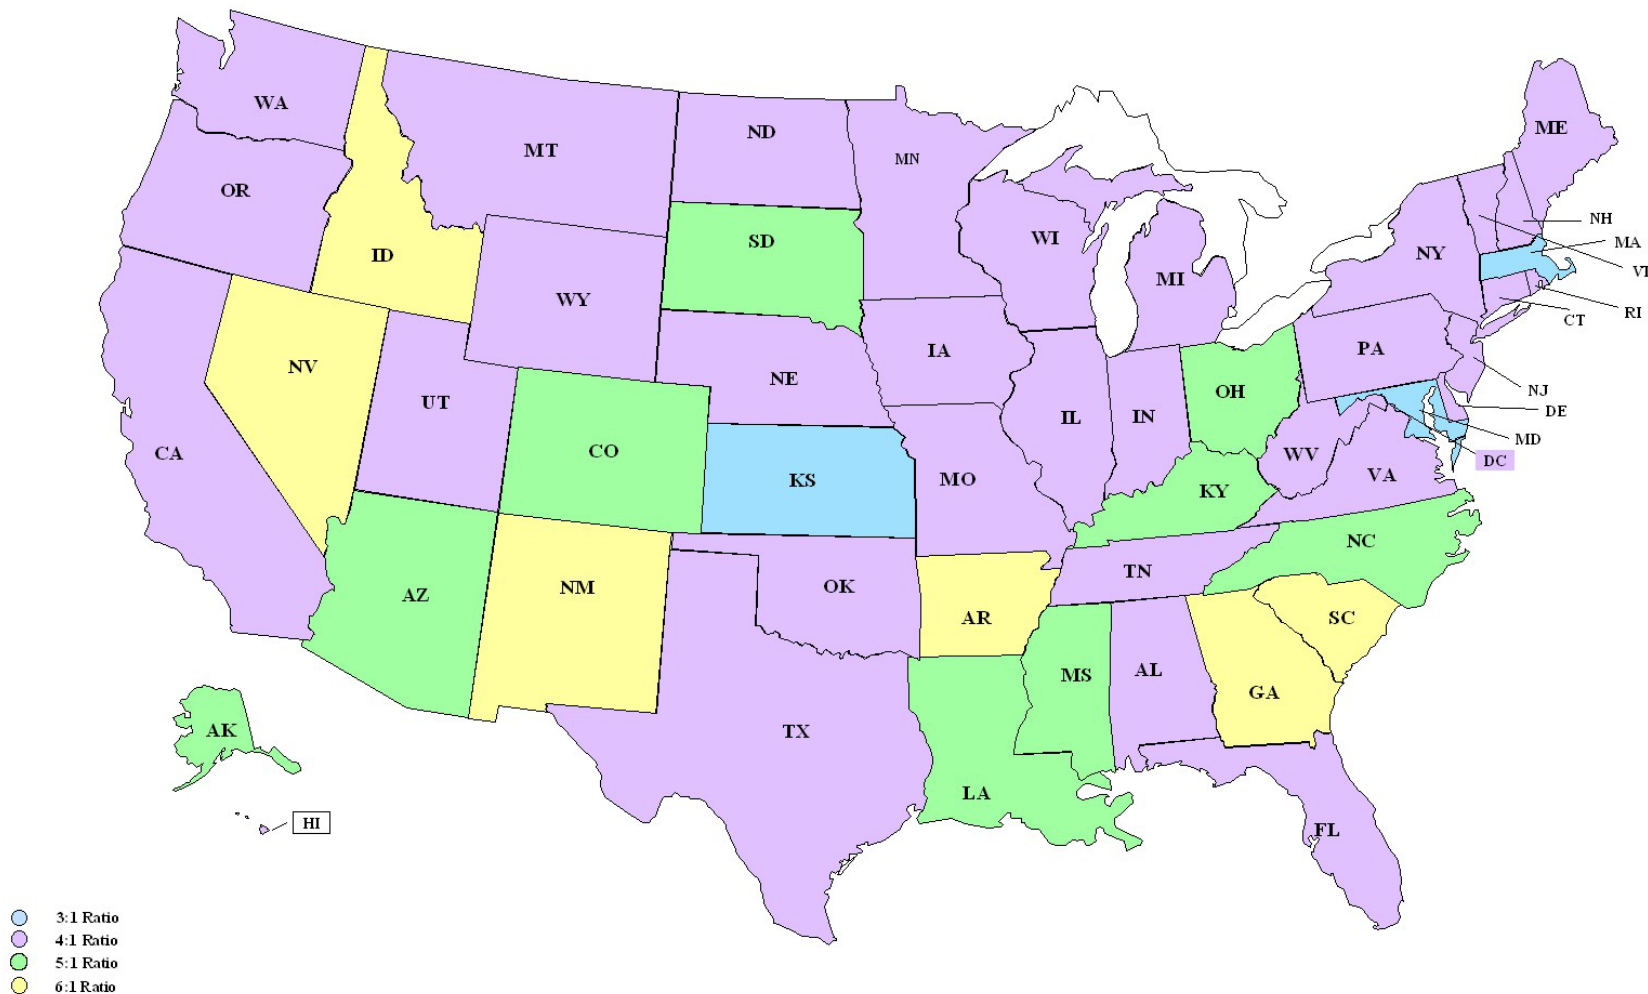 WA
MT
ND
MN
ME
OR
ID
SD
WI
MI
NY
NH
MA
VI
RI
CT
WY
NV
UT
NE
IA
PA
NJ
DE
MD
DC
CA
CO
KS
MO
IL
IN
OH
WV
VA
KY
NC
AZ
NM
OK
AR
TN
SC
MS
AL
GA
TX
LA
FL
AK
HI
3:1 Ratio
4:1 Ratio
5:1 Ratio
6:1 Ratio